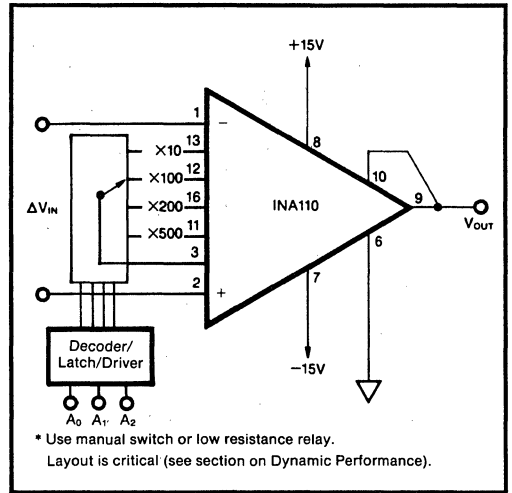 +15V
1
−
13
×10
12
×100
16
×200
11
×500
3
2
+
8
10
9
6
7
INA110
ΔV_IN
V_OUT
−15V
Decoder/
Latch/Driver
A₀ A₁ A₂
* Use manual switch or low resistance relay.
Layout is critical (see section on Dynamic Performance).